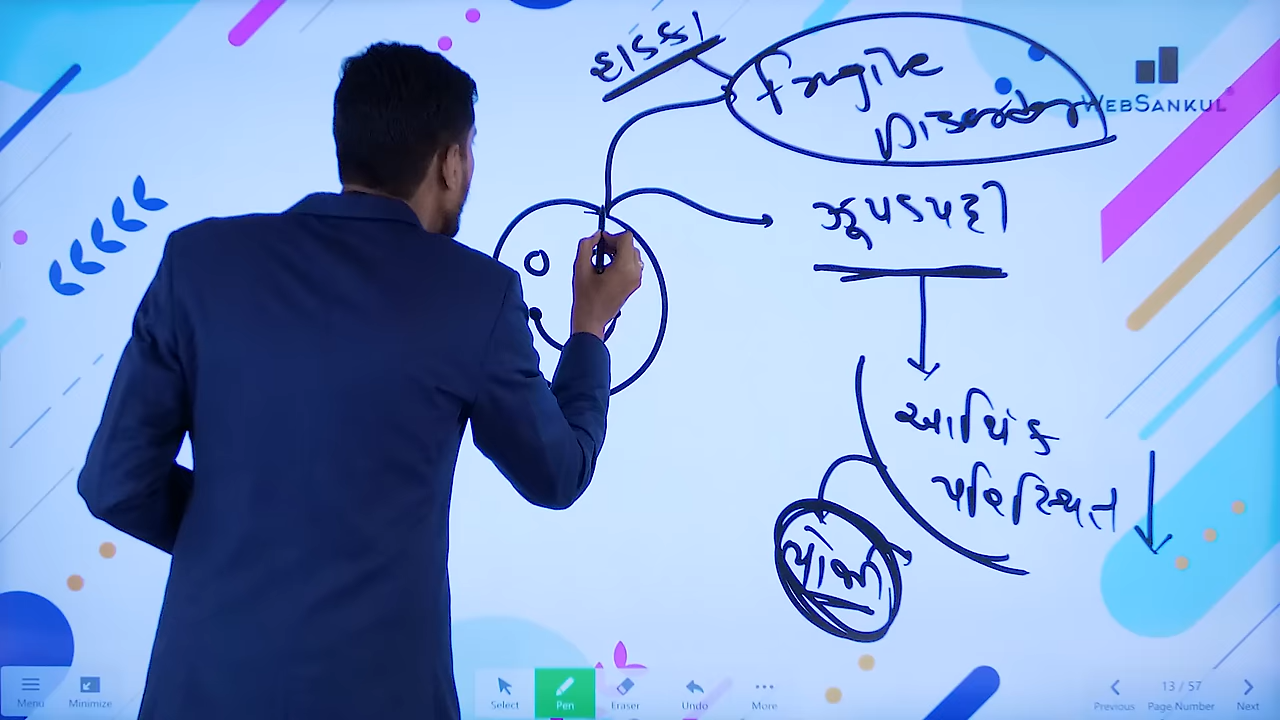 હાડકા
Fragile
Disorder
WEBSANKUL
ઝૂપડપટ્ટી
આર્થિક
પરિસ્થિત
Menu
Minimize
Select
Pen
Eraser
Undo
More
Previous
13 / 57
Page Number
Next